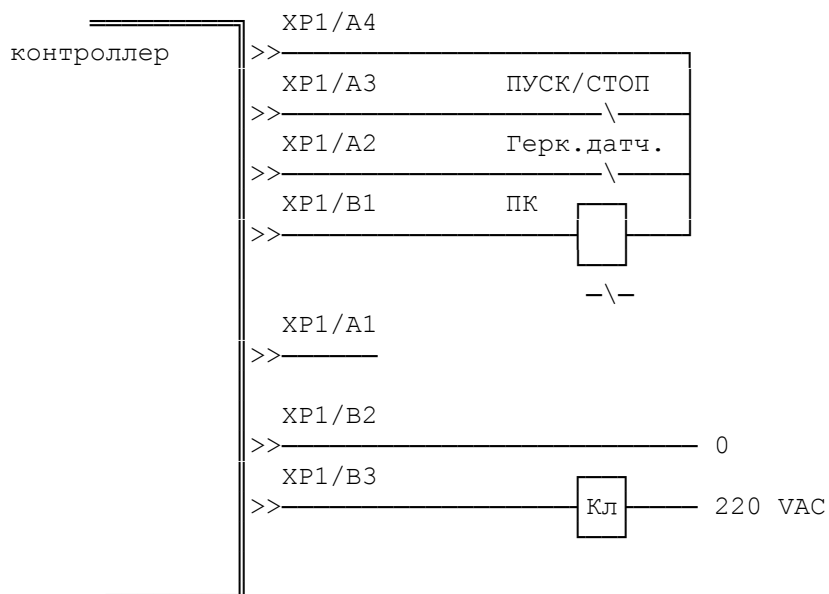 XP1/A4
контроллер >>
XP1/A3 ПУСК/СТОП
>>
XP1/A2 Герк.датч.
>>
XP1/B1 ПК
>>
XP1/A1
>>
XP1/B2
>> 0
XP1/B3
>> Кл 220 VAC